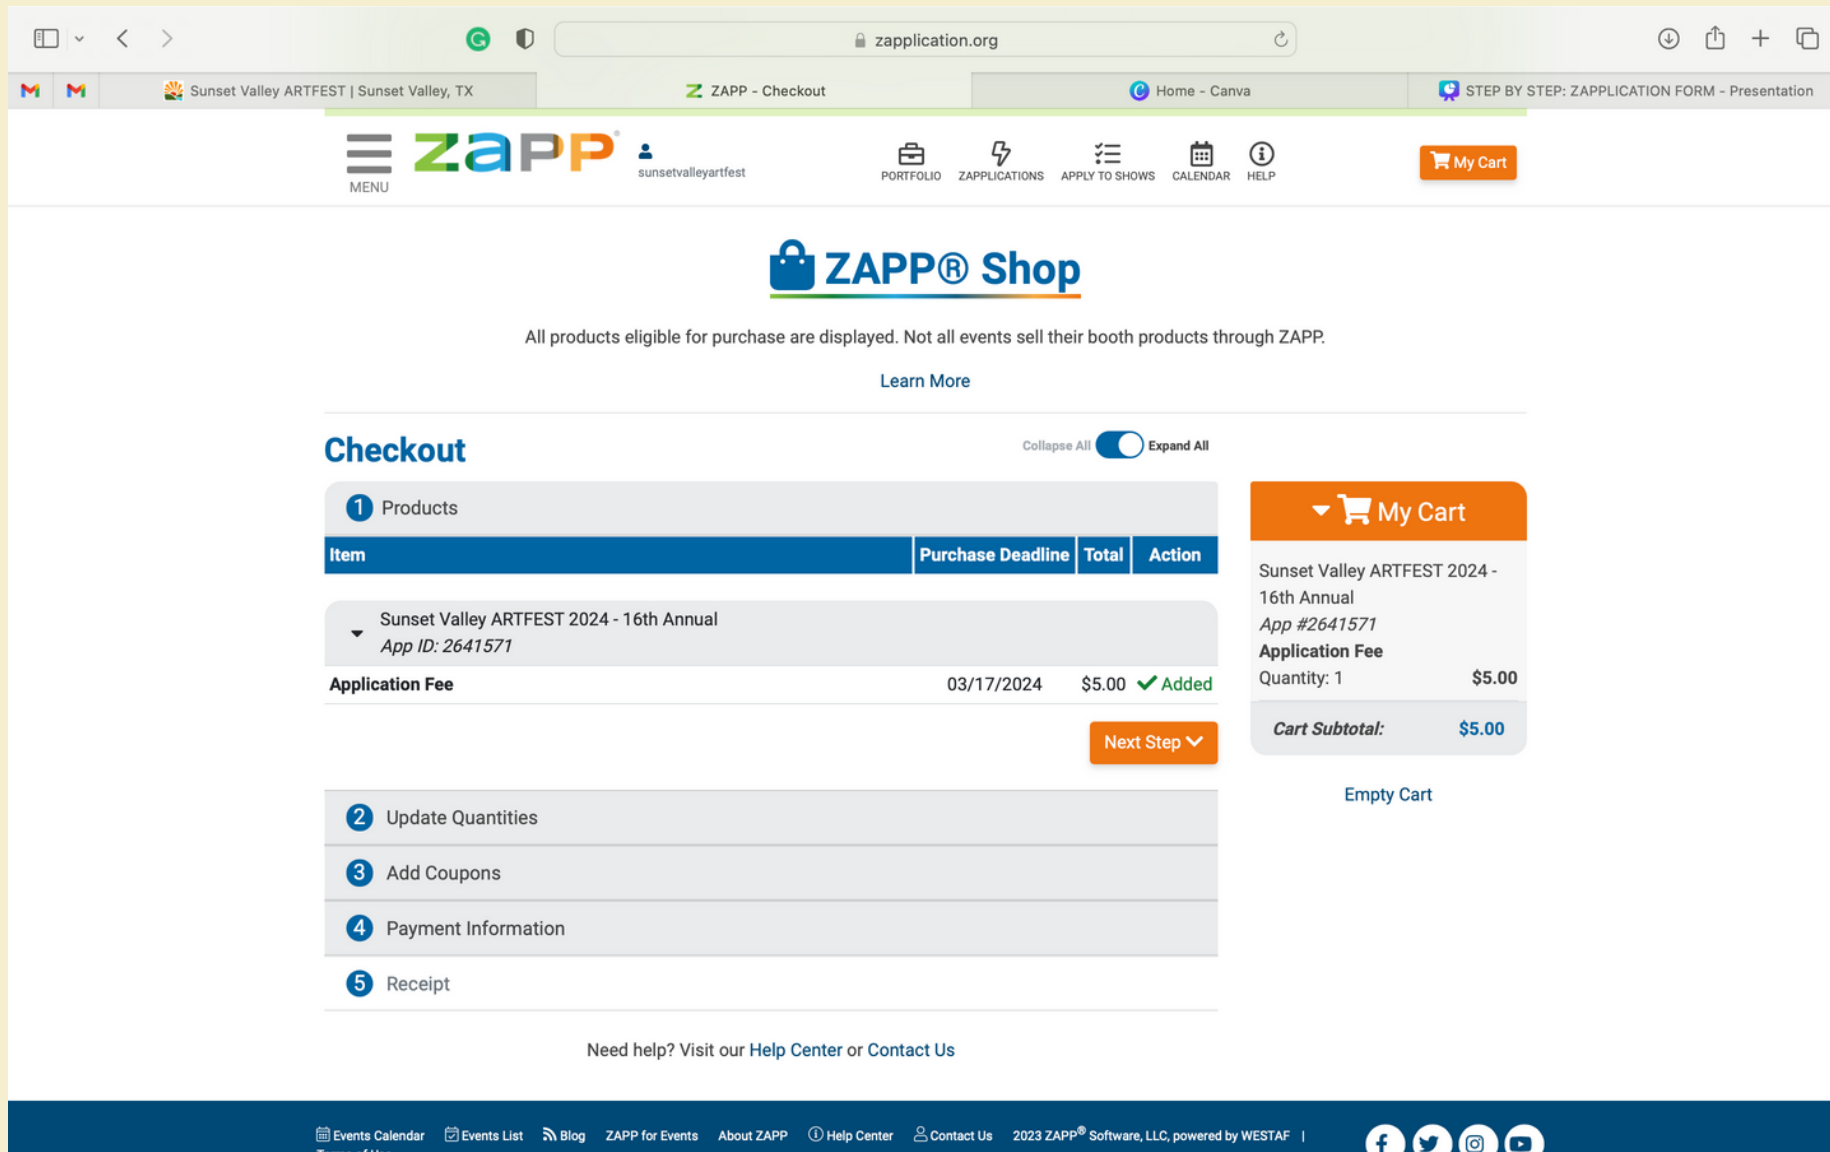 zapplication.org
Sunset Valley ARTFEST | Sunset Valley, TX
ZAPP - Checkout
Home - Canva
STEP BY STEP: ZAPPLICATION FORM - Presentation
MENU
zapp®
sunsetvalleyartfest
PORTFOLIO
ZAPPLICATIONS
APPLY TO SHOWS
CALENDAR
HELP
My Cart
ZAPP® Shop
All products eligible for purchase are displayed. Not all events sell their booth products through ZAPP.
Learn More
Checkout
Collapse All
Expand All
1 Products
Item Purchase Deadline Total Action
Sunset Valley ARTFEST 2024 - 16th Annual
App ID: 2641571
Application Fee 03/17/2024 $5.00 Added
Next Step
2 Update Quantities
3 Add Coupons
4 Payment Information
5 Receipt
My Cart
Sunset Valley ARTFEST 2024 -
16th Annual
App #2641571
Application Fee
Quantity: 1 $5.00
Cart Subtotal: $5.00
Empty Cart
Need help? Visit our Help Center or Contact Us
Events Calendar Events List Blog ZAPP for Events About ZAPP Help Center Contact Us 2023 ZAPP® Software, LLC, powered by WESTAF |